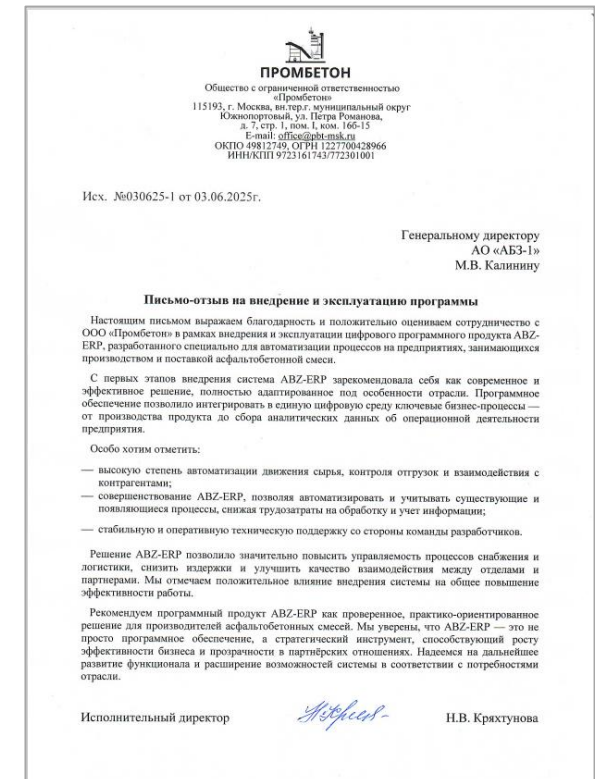 ПРОМБЕТОН
Общество с ограниченной ответственностью
«Промбетон»
115193, г. Москва, вн.тер.г. муниципальный округ
Южнопортовый, ул. Петра Романова,
д. 7, стр. 1, пом. I, ком. 16б-15
E-mail: office@pbt-msk.ru
ОКПО 49812749, ОГРН 1227700428966
ИНН/КПП 9723161743/772301001
Исх. №030625-1 от 03.06.2025г.
Генеральному директору
АО «АБЗ-1»
М.В. Калинину
Письмо-отзыв на внедрение и эксплуатацию программы
Настоящим письмом выражаем благодарность и положительно оцениваем сотрудничество с
ООО «Промбетон» в рамках внедрения и эксплуатации цифрового программного продукта ABZ-
ERP, разработанного специально для автоматизации процессов на предприятиях, занимающихся
производством и поставкой асфальтобетонной смеси.
С первых этапов внедрения система ABZ-ERP зарекомендовала себя как современное и
эффективное решение, полностью адаптированное под особенности отрасли. Программное
обеспечение позволило интегрировать в единую цифровую среду ключевые бизнес-процессы —
от производства продукта до сбора аналитических данных об операционной деятельности
предприятия.
Особо хотим отметить:
— высокую степень автоматизации движения сырья, контроля отгрузок и взаимодействия с
контрагентами;
— совершенствование ABZ-ERP, позволяя автоматизировать и учитывать существующие и
появляющиеся процессы, снижая трудозатраты на обработку и учет информации;
— стабильную и оперативную техническую поддержку со стороны команды разработчиков.
Решение ABZ-ERP позволило значительно повысить управляемость процессов снабжения и
логистики, снизить издержки и улучшить качество взаимодействия между отделами и
партнерами. Мы отмечаем положительное влияние внедрения системы на общее повышение
эффективности работы.
Рекомендуем программный продукт ABZ-ERP как проверенное, практико-ориентированное
решение для производителей асфальтобетонных смесей. Мы уверены, что ABZ-ERP — это не
просто программное обеспечение, а стратегический инструмент, способствующий росту
эффективности бизнеса и прозрачности в партнёрских отношениях. Надеемся на дальнейшее
развитие функционала и расширение возможностей системы в соответствии с потребностями
отрасли.
Исполнительный директор
Н.В. Кряхтунова